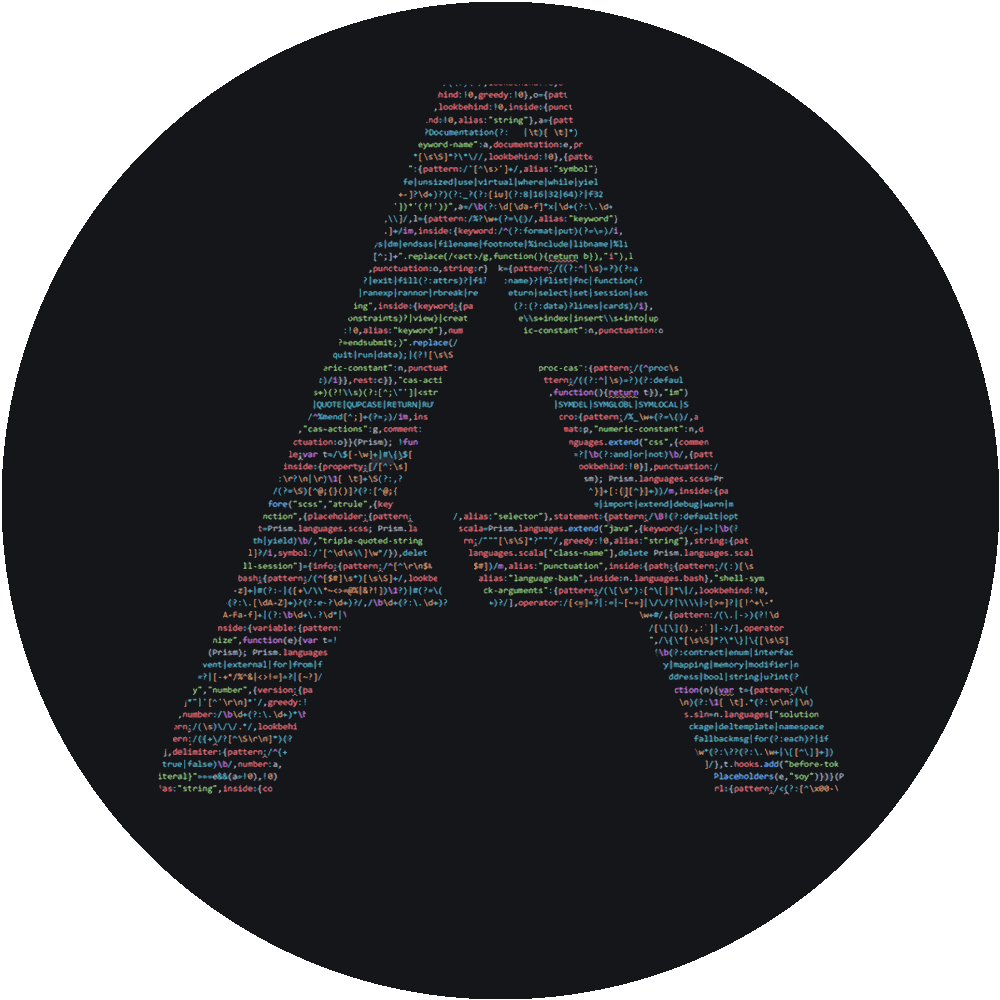 hind:!0,greedy:!0},o={patt
,lookbehind:!0,inside:{punct
.nd:!0,alias:"string"},a={patt
?Documentation(?:   |\t)[ \t]*)
eyword-name":a,documentation:e,pr
*[\s\S]*?\*\//,lookbehind:!0},{patte
":{pattern:/'[^\s>']+/,alias:"symbol"}
fe|unsized|use|virtual|where|while|yiel
+-]?\d+)?)(?:_?(?:[iu](?:8|16|32|64)?|f32
'])*'(?!')}",a=/\b(?:\d[\da-f]*x|\d+(?:\.\d+
,\\]/,l={pattern:/%?\w+(?=\()/,alias:"keyword"}
.]+/im,inside:{keyword:/^(?:format|put)(?=\=)/i,
/s|dm|endsas|filename|footnote|%include|libname|%li
[^;]+".replace(/<act>/g,function(){return b}),"i"),l
,punctuation:o,string:r}  k={pattern:/((?:^|\s)=?)(?:a
?|exit|fill(?:attrs)?|fi  :name)?|flist|fnc|function(?
|ranexp|rannor|rbreak|re  eturn|select|set|session|ses
ing",inside:{keyword:{pa  (?:(?:data)?lines|cards)/i},
onstraints)?|view)|creat  e\\s+index|insert\\s+into|up
:!0,alias:"keyword"},num  ic-constant":n,punctuation:o
?=endsubmit;)".replace(/
quit|run|data);|(?![\s\S
eric-constant":n,punctuat  proc-cas":{pattern:/(^proc\s
:)/i}},rest:c}},"cas-acti  ttern:/((?:^|\s)=?)(?:defaul
s+)(?!\\s)(?:[^;\"']|<str  ,function(){return t}),"im")
|QUOTE|QUPCASE|RETURN|RU  |SYMDEL|SYMGLOBL|SYMLOCAL|S
/^%mend[^;]+(?=;)/im,ins  cro:{pattern:/%_\w+(?=\()/,a
,"cas-actions":g,comment:  mat:p,"numeric-constant":n,d
ctuation:o}}(Prism); !fun  nguages.extend("css",{commen
le;var t=/\$[-\w]+|#\{\$[  =?|\b(?:and|or|not)\b/,{patt
inside:{property:[/[^:\s]  ookbehind:!0}],punctuation:/
:\r?\n|\r)\1[ \t]+\S(?:,?  sm); Prism.languages.scss=Pr
/(?=\S)[^@;{}()]?(?:[^@;{  ^}]+[:{][^}]+))/m,inside:{pa
fore("scss","atrule",{key  =|import|extend|debug|warn|m
nction",{placeholder:{pattern:  /,alias:"selector"},statement:{pattern:/\B!(?:default|opt
t=Prism.languages.scss; Prism.la  scala=Prism.languages.extend("java",{keyword:/<-|=>|\b(?
th|yield)\b/,"triple-quoted-string  rn:/"""[\s\S]*?"""/,greedy:!0,alias:"string"},string:{pat
l]?/i,symbol:/'[^\d\s\\]\w*/}),delet  languages.scala["class-name"],delete Prism.languages.scal
ll-session"]={info:{pattern:/^[^\r\n$&  $#])/m,alias:"punctuation",inside:{path:{pattern:/(:)[\s
bash:{pattern:/(^[$#]\s*)[\s\S]+/,lookbe  alias:"language-bash",inside:n.languages.bash},"shell-sym
-z]+|#(?:-|([+\/\\*~<>=@%|&?!])\1?)|#(?=\(  ck-arguments":{pattern:/(\[\s*):[^\[]]*\|/,lookbehind:!0,
(?:\.[\dA-Z]+)?(?:e-?\d+)?/,/\b\d+(?:\.\d+)?  +)?/],operator:/[<=]=?|:=|~[~=]|\/\/?|\\\\|>[>=]?|[!^+\-*
A-Fa-f]+|(?:\b\d+\.?\d*|\  \w+#/,{pattern:/(\.|->)?(?!\d
nside:{variable:{pattern:  /[\[\]().,:`]|->/],operator
nize",function(e){var t=!  ",/\{\*[\s\S]*?\*\}|\{[\s\S]
(Prism); Prism.languages  !\b(?:contract|enum|interfac
vent|external|for|from|f  y|mapping|memory|modifier|n
=?|[-+*/%^&|<>!=]=?|[~?]/  ddress|bool|string|u?int(?
y","number",{version:{pa  ction(n){var t={pattern:/\{
j"*"|'[^'\r\n]*'/,greedy:!  \n)(?:\1[ \t].*(?:\r\n?|\n)
,number:/\b\d+(?:\.\d+)*\b  s.sln=n.languages["solution
ern:/(\s)\/\/.*/,lookbehi  ckage|deltemplate|namespace
ern:/({+\/?[^\S\r\n]*)(?  fallbackmsg|for(?:each)?|if
j,delimiter:{pattern:/^{+  \w*(?:\??(?:\.\w+|\[[^\]]+])
true|false)\b/,number:a,  ]/},t.hooks.add("before-tok
iteral}"===e&&(a=!0),!0)  Placeholders(e,"soy")})}(P
"as:"string",inside:{co  rl:{pattern:/<(?:[^\x00-\